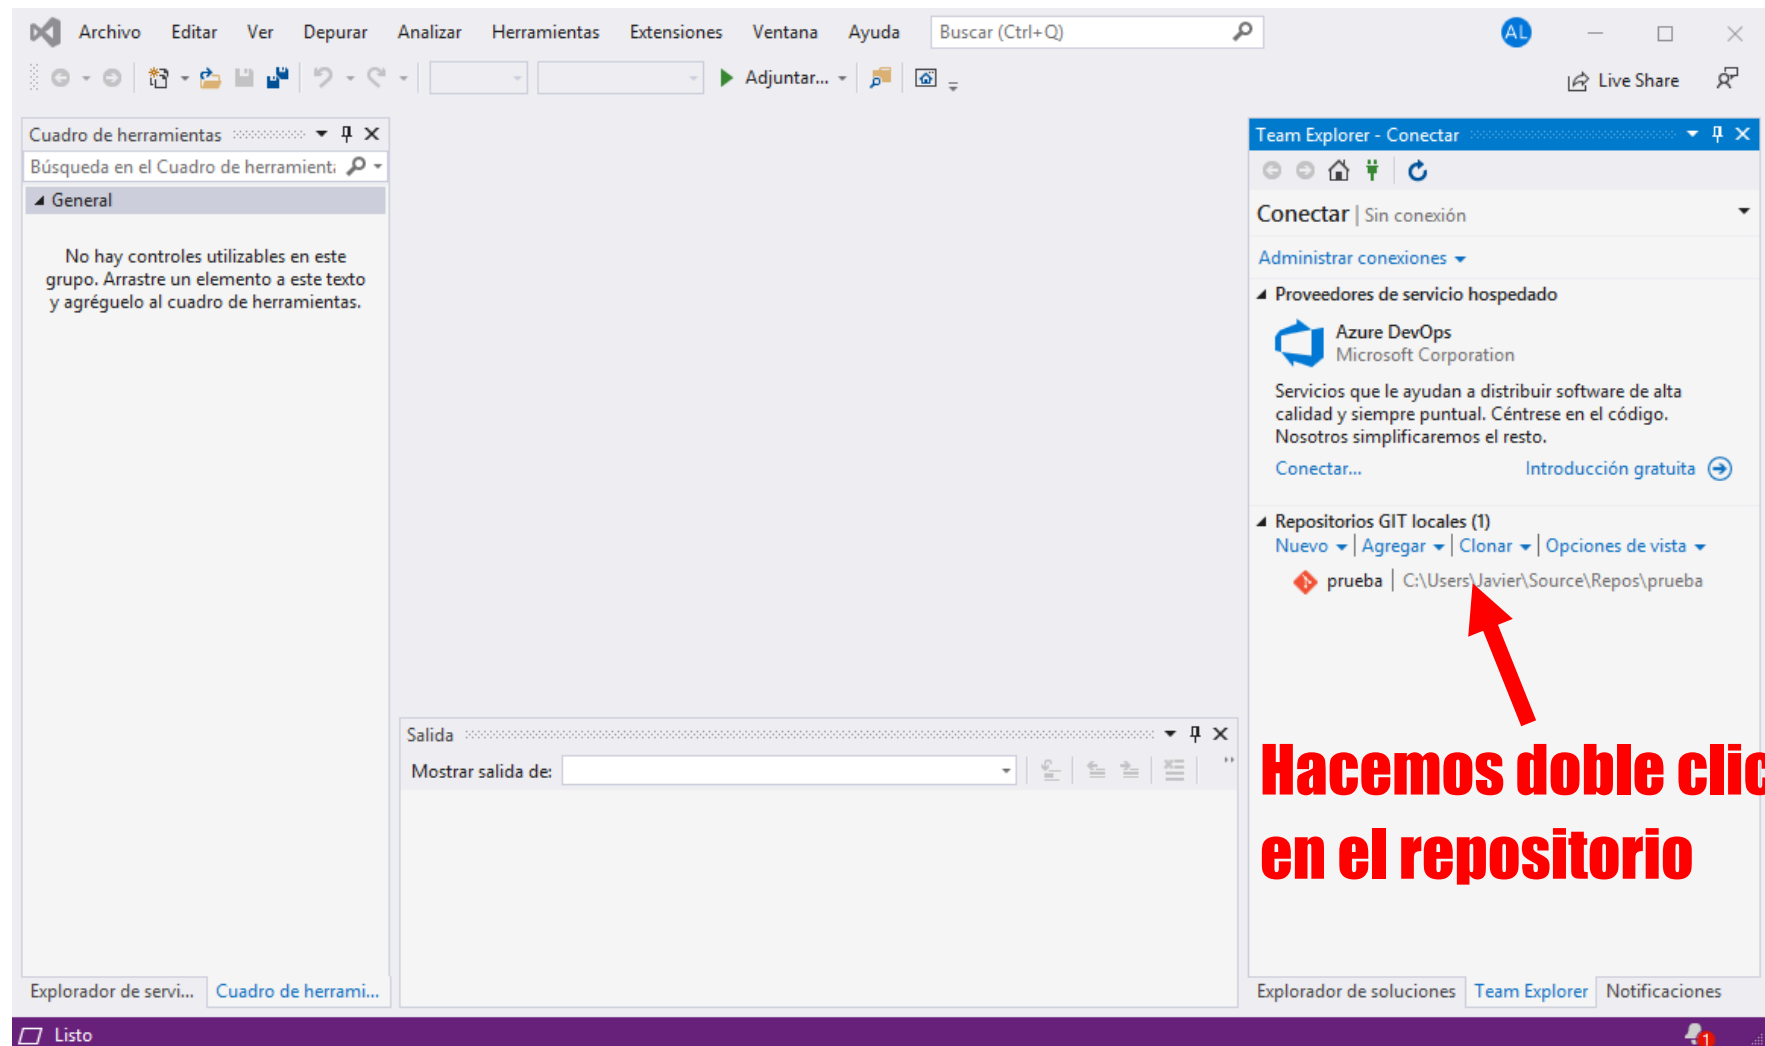 Archivo Editar Ver Depurar Analizar Herramientas Extensiones Ventana Ayuda Buscar (Ctrl+Q) AL
Adjuntar... Live Share
Cuadro de herramientas
Búsqueda en el Cuadro de herramient
General
No hay controles utilizables en este
grupo. Arrastre un elemento a este texto
y agréguelo al cuadro de herramientas.
Explorador de servi... Cuadro de herrami...
Salida
Mostrar salida de:
Team Explorer - Conectar
Conectar | Sin conexión
Administrar conexiones
Proveedores de servicio hospedado
Azure DevOps
Microsoft Corporation
Servicios que le ayudan a distribuir software de alta
calidad y siempre puntual. Céntrese en el código.
Nosotros simplificaremos el resto.
Conectar... Introducción gratuita
Repositorios GIT locales (1)
Nuevo | Agregar | Clonar | Opciones de vista
prueba | C:\Users\Javier\Source\Repos\prueba
Hacemos doble clic
en el repositorio
Explorador de soluciones Team Explorer Notificaciones
Listo 1